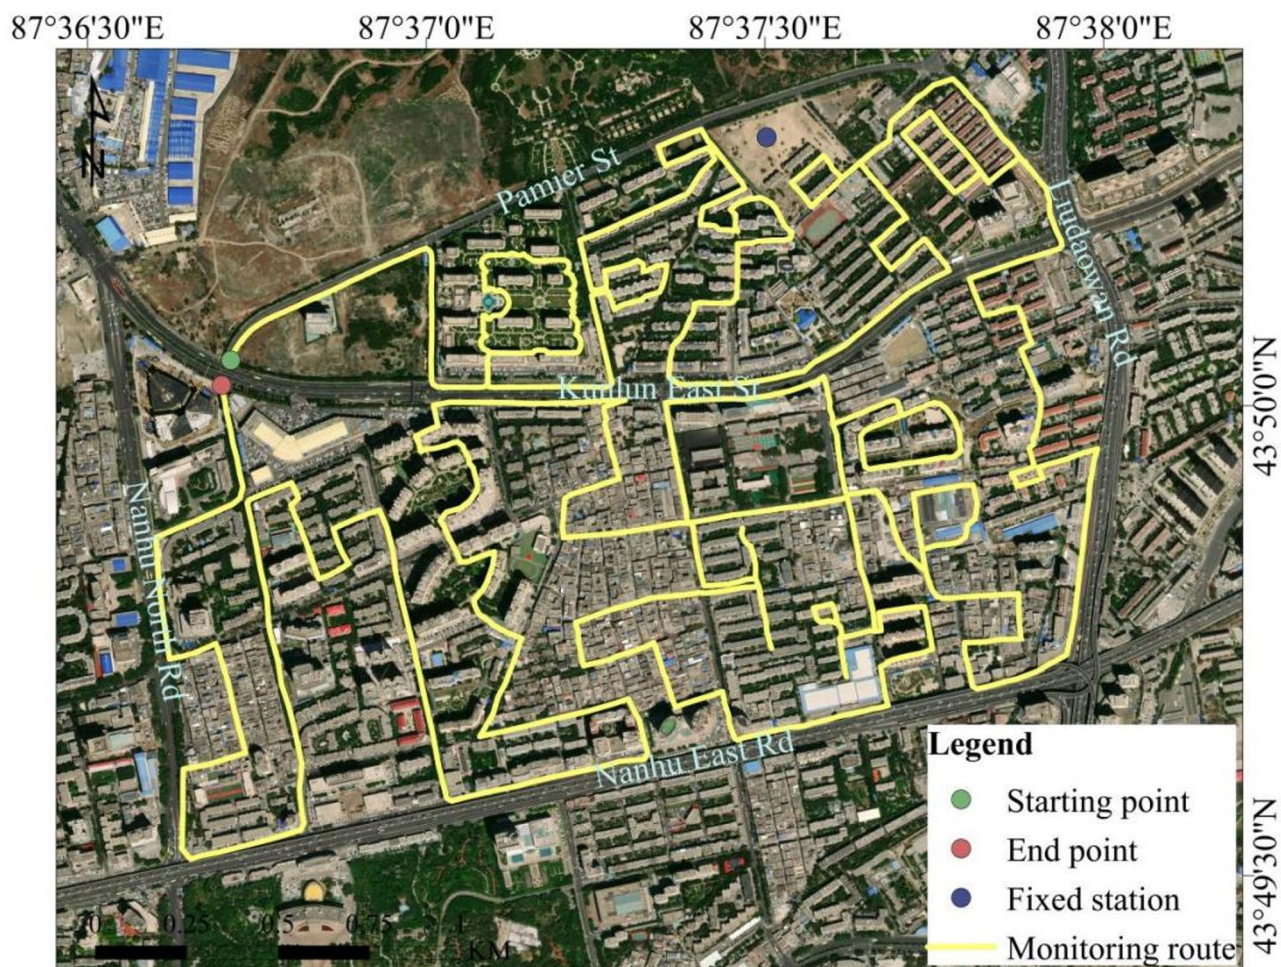 87°36'30"E 87°37'0"E 87°37'30"E 87°38'0"E
N
Pamier St
Liudaowan Rd
Kunlun East St
43°50'0"N
Nanhu North Rd
Nanhu East Rd
Legend
Starting point
End point
Fixed station
Monitoring route
43°49'30"N
0 0.25 0.5 0.75 1
KM